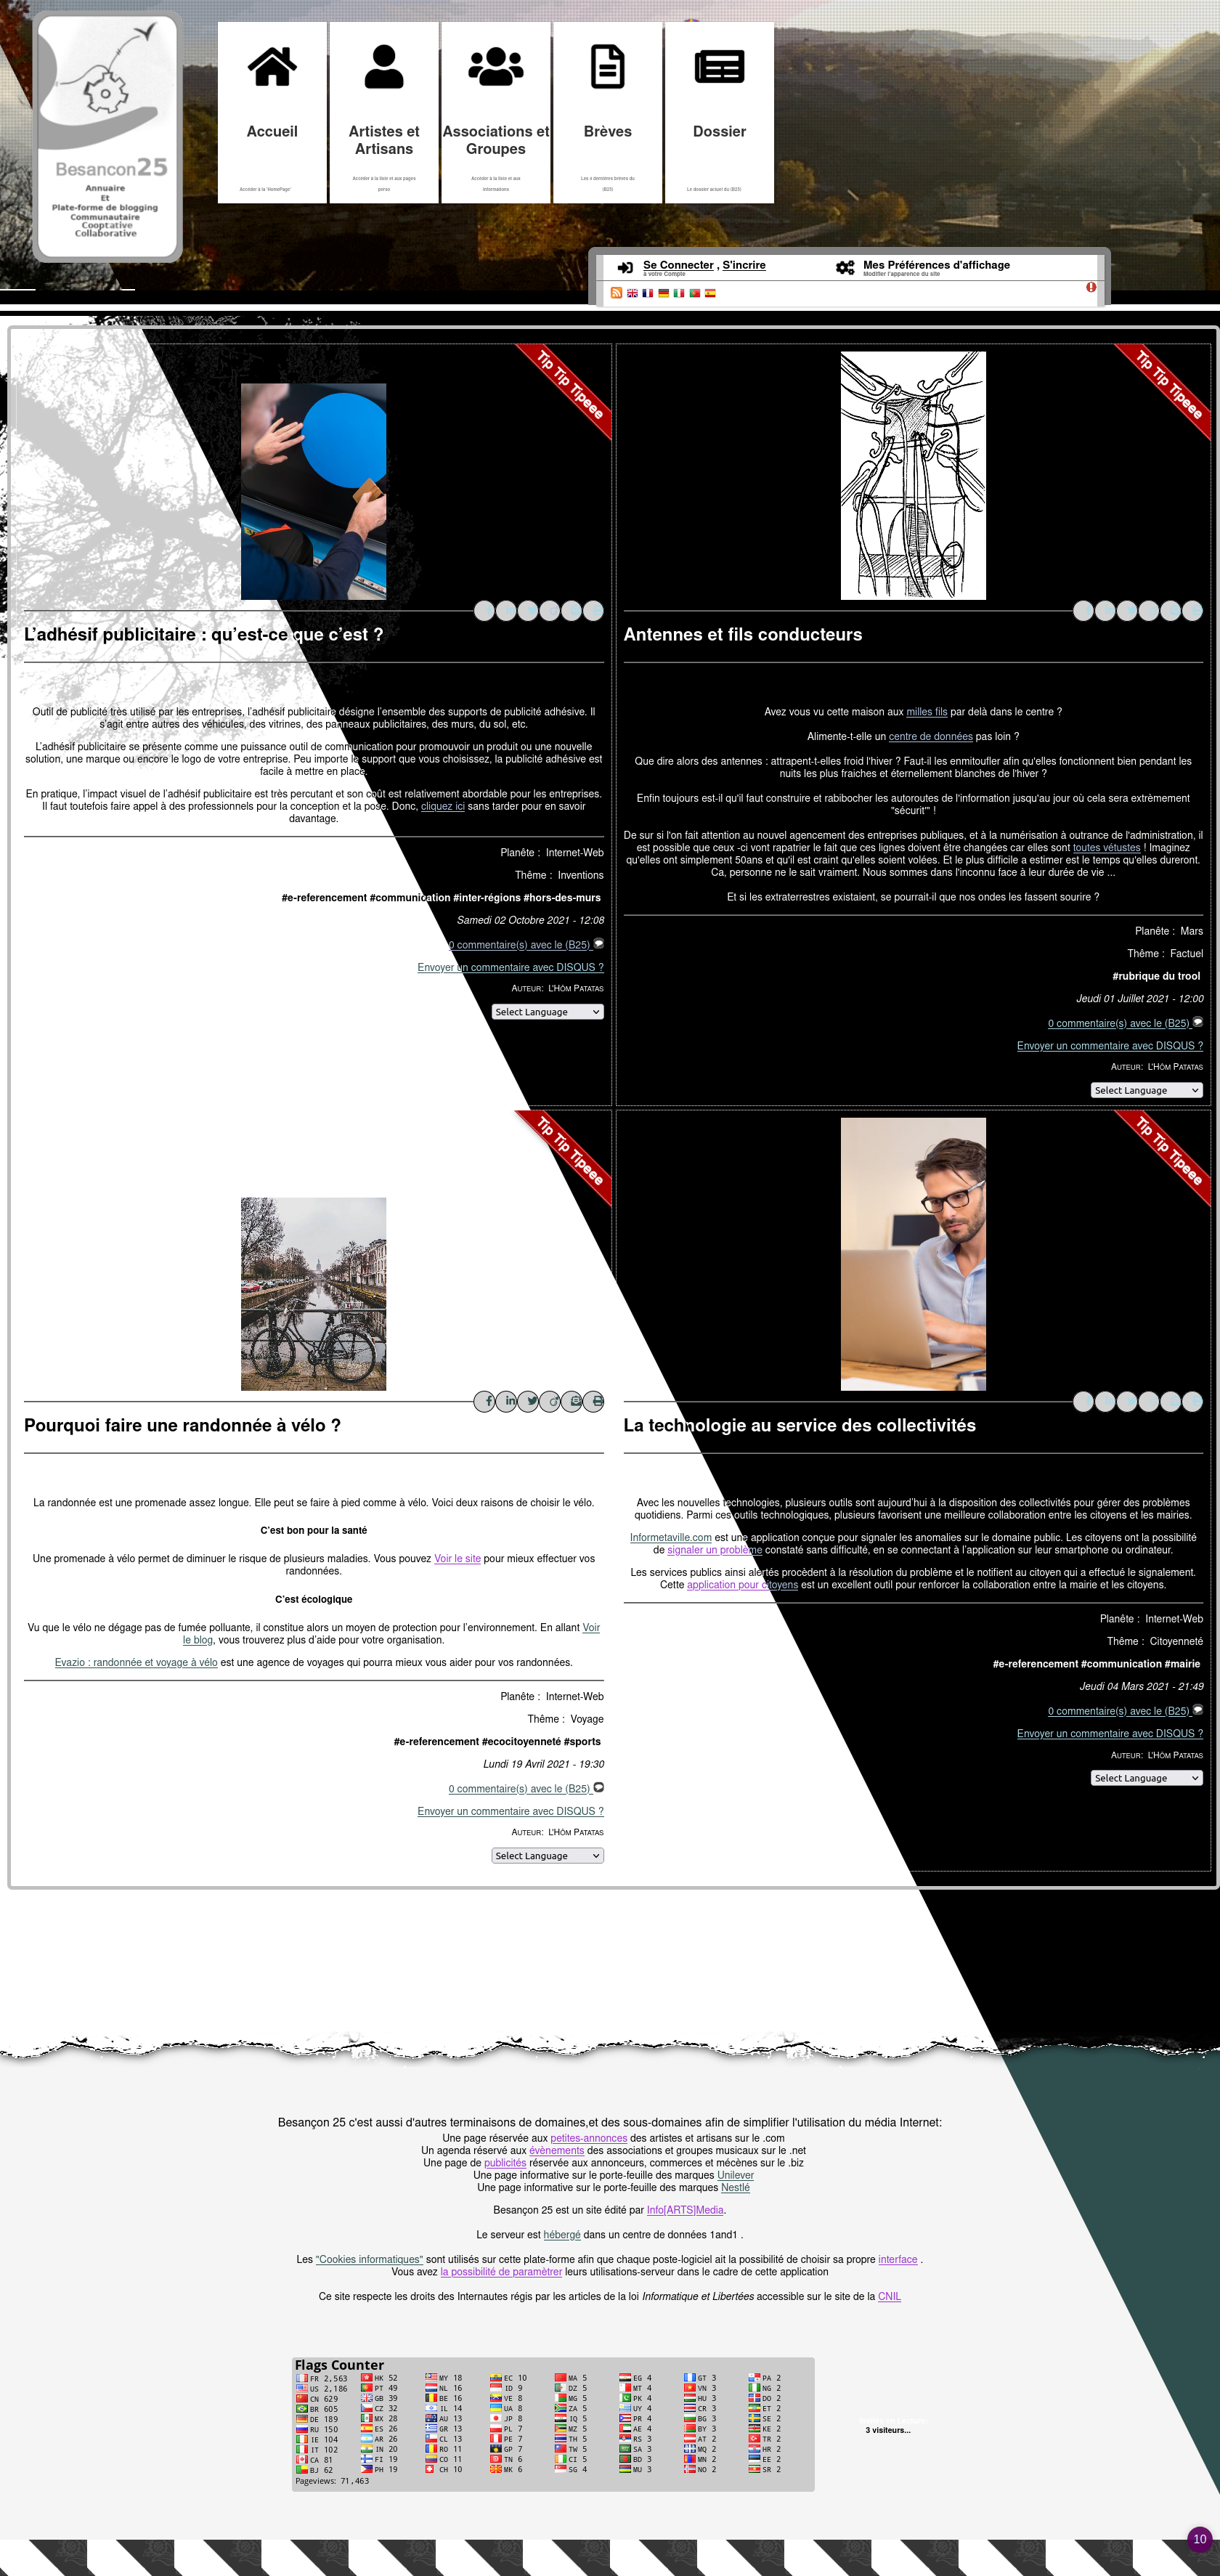 Besancon25
Annuaire
Et
Plate-forme de blogging
Communautaire
Cooptative
Collaborative
Accueil
Accéder à la 'HomePage'
Artistes et
Artisans
Accéder à la liste et aux pages
perso
Associations et
Groupes
Accéder à la liste et aux
informations
Brèves
Les 4 dernières brèves du
(B25)
Dossier
Le dossier actuel du (B25)
Se Connecter , S'incrire
à votre Compte
Mes Préférences d'affichage
Modifier l'apparence du site
Tip Tip Tipeee
L'adhésif publicitaire : qu'est-ce que c'est ?
Outil de publicité très utilisé par les entreprises, l'adhésif publicitaire désigne l'ensemble des supports de publicité adhésive. Il
s'agit entre autres des véhicules, des vitrines, des panneaux publicitaires, des murs, du sol, etc.
L'adhésif publicitaire se présente comme une puissance outil de communication pour promouvoir un produit ou une nouvelle
solution, une marque ou encore le logo de votre entreprise. Peu importe le support que vous choisissez, la publicité adhésive est
facile à mettre en place.
En pratique, l'impact visuel de l'adhésif publicitaire est très percutant et son coût est relativement abordable pour les entreprises.
Il faut toutefois faire appel à des professionnels pour la conception et la pose. Donc, cliquez ici sans tarder pour en savoir
davantage.
Planête : Internet-Web
Thème : Inventions
#e-referencement #communication #inter-régions #hors-des-murs
Samedi 02 Octobre 2021 - 12:08
0 commentaire(s) avec le (B25)
Envoyer un commentaire avec DISQUS ?
Auteur: L'Hôm Patatas
Select Language
Tip Tip Tipeee
Antennes et fils conducteurs
Avez vous vu cette maison aux milles fils par delà dans le centre ?
Alimente-t-elle un centre de données pas loin ?
Que dire alors des antennes : attrapent-t-elles froid l'hiver ? Faut-il les enmitoufler afin qu'elles fonctionnent bien pendant les
nuits les plus fraiches et éternellement blanches de l'hiver ?
Enfin toujours est-il qu'il faut construire et rabibocher les autoroutes de l'information jusqu'au jour où cela sera extrèmement
"sécurit'" !
De sur si l'on fait attention au nouvel agencement des entreprises publiques, et à la numérisation à outrance de l'administration, il
est possible que ceux -ci vont rapatrier le fait que ces lignes doivent être changées car elles sont toutes vétustes ! Imaginez
qu'elles ont simplement 50ans et qu'il est craint qu'elles soient volées. Et le plus difficile a estimer est le temps qu'elles dureront.
Ca, personne ne le sait vraiment. Nous sommes dans l'inconnu face à leur durée de vie ...
Et si les extraterrestres existaient, se pourrait-il que nos ondes les fassent sourire ?
Planête : Mars
Thème : Factuel
#rubrique du trool
Jeudi 01 Juillet 2021 - 12:00
0 commentaire(s) avec le (B25)
Envoyer un commentaire avec DISQUS ?
Auteur: L'Hôm Patatas
Select Language
Tip Tip Tipeee
Pourquoi faire une randonnée à vélo ?
La randonnée est une promenade assez longue. Elle peut se faire à pied comme à vélo. Voici deux raisons de choisir le vélo.
C'est bon pour la santé
Une promenade à vélo permet de diminuer le risque de plusieurs maladies. Vous pouvez Voir le site pour mieux effectuer vos
randonnées.
C'est écologique
Vu que le vélo ne dégage pas de fumée polluante, il constitue alors un moyen de protection pour l'environnement. En allant Voir
le blog, vous trouverez plus d'aide pour votre organisation.
Evazio : randonnée et voyage à vélo est une agence de voyages qui pourra mieux vous aider pour vos randonnées.
Planête : Internet-Web
Thème : Voyage
#e-referencement #ecocitoyenneté #sports
Lundi 19 Avril 2021 - 19:30
0 commentaire(s) avec le (B25)
Envoyer un commentaire avec DISQUS ?
Auteur: L'Hôm Patatas
Select Language
Tip Tip Tipeee
La technologie au service des collectivités
Avec les nouvelles technologies, plusieurs outils sont aujourd'hui à la disposition des collectivités pour gérer des problèmes
quotidiens. Parmi ces outils technologiques, plusieurs favorisent une meilleure collaboration entre les citoyens et les mairies.
Informetaville.com est une application conçue pour signaler les anomalies sur le domaine public. Les citoyens ont la possibilité
de signaler un problème constaté sans difficulté, en se connectant à l'application sur leur smartphone ou ordinateur.
Les services publics ainsi alertés procèdent à la résolution du problème et le notifient au citoyen qui a effectué le signalement.
Cette application pour citoyens est un excellent outil pour renforcer la collaboration entre la mairie et les citoyens.
Planête : Internet-Web
Thème : Citoyenneté
#e-referencement #communication #mairie
Jeudi 04 Mars 2021 - 21:49
0 commentaire(s) avec le (B25)
Envoyer un commentaire avec DISQUS ?
Auteur: L'Hôm Patatas
Select Language
Besançon 25 c'est aussi d'autres terminaisons de domaines,et des sous-domaines afin de simplifier l'utilisation du média Internet:
Une page réservée aux petites-annonces des artistes et artisans sur le .com
Un agenda réservé aux évènements des associations et groupes musicaux sur le .net
Une page de publicités réservée aux annonceurs, commerces et mécènes sur le .biz
Une page informative sur le porte-feuille des marques Unilever
Une page informative sur le porte-feuille des marques Nestlé
Besançon 25 est un site édité par Info[ARTS]Media.
Le serveur est hébergé dans un centre de données 1and1 .
Les "Cookies informatiques" sont utilisés sur cette plate-forme afin que chaque poste-logiciel ait la possibilité de choisir sa propre interface .
Vous avez la possibilité de paramètrer leurs utilisations-serveur dans le cadre de cette application
Ce site respecte les droits des Internautes régis par les articles de la loi Informatique et Libertées accessible sur le site de la CNIL
Flags Counter
FR 2,563 HK 52 MY 18 EC 10 MA 5 EG 4 GT 3 PA 2
US 2,186 PT 49 NL 16 ID 9 DZ 5 MT 4 VN 3 NG 2
CN 629 GB 39 BE 16 VE 8 MG 5 PK 4 HU 3 DO 2
BR 605 CZ 32 IL 14 UA 8 ZA 5 UY 4 CR 3 ET 2
DE 189 MX 28 AU 13 JP 8 IQ 5 PR 4 BG 3 SE 2
RU 150 ES 26 GR 13 PL 7 MZ 5 AE 4 BY 3 KE 2
IE 104 AR 26 CL 13 PE 7 TH 5 RS 3 AT 2 TR 2
IT 102 IN 20 RO 11 GP 7 TW 5 SA 3 MQ 2 HR 2
CA 81 FI 19 CO 11 TN 6 CI 5 BD 3 MN 2 EE 2
BJ 62 PH 19 CH 10 MK 6 SG 4 MU 3 NO 2 SR 2
Pageviews: 71,463
3 visiteurs...
10